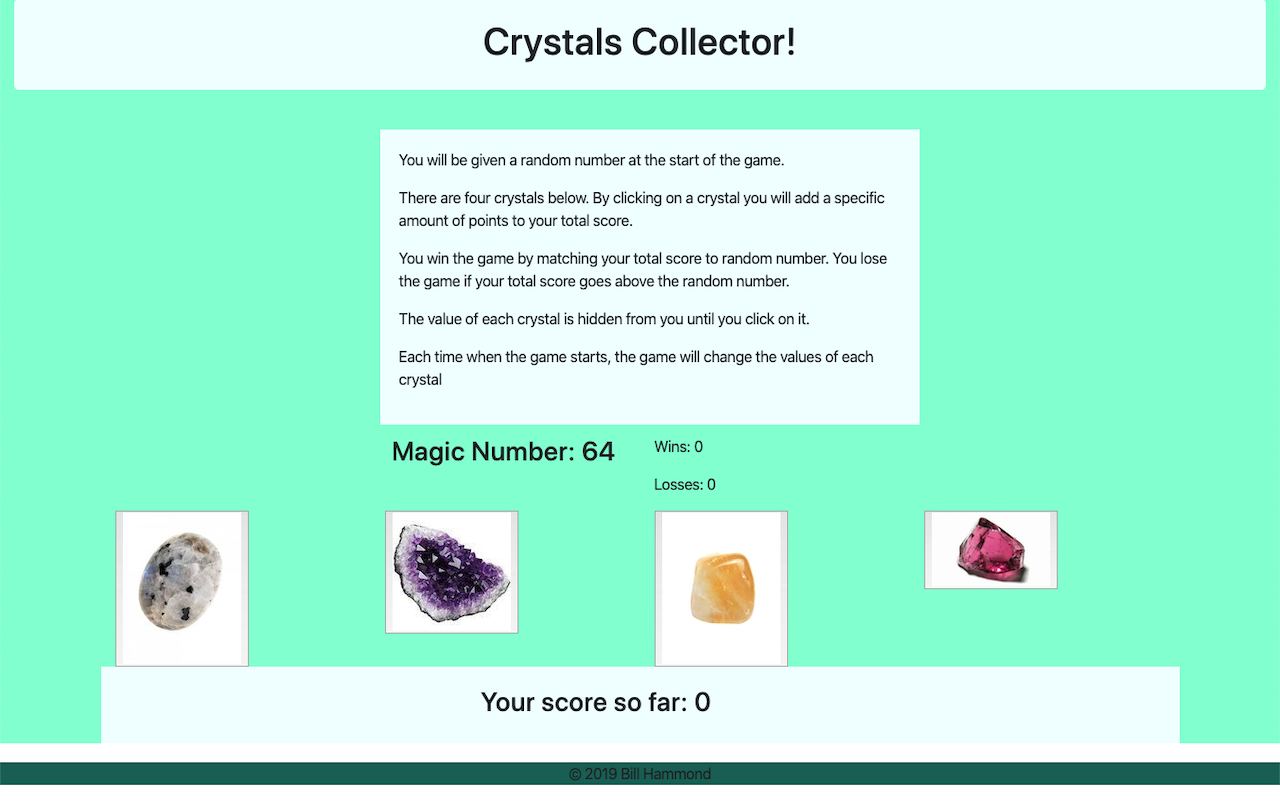 Crystals Collector!
You will be given a random number at the start of the game.
There are four crystals below. By clicking on a crystal you will add a specific
amount of points to your total score.
You win the game by matching your total score to random number. You lose
the game if your total score goes above the random number.
The value of each crystal is hidden from you until you click on it.
Each time when the game starts, the game will change the values of each
crystal
Magic Number: 64
Wins: 0
Losses: 0
Your score so far: 0
© 2019 Bill Hammond